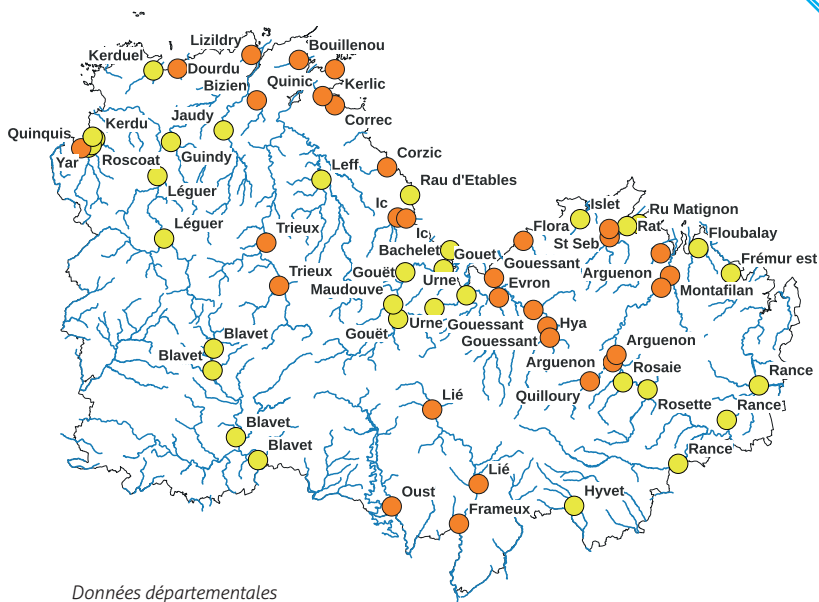 Lizildry
Bouillenou
Kerduel
Dourdu
Quinic
Kerlic
Bizien
Correc
Jaudy
Quinquis
Kerdu
Yar
Roscoat
Guindy
Corzic
Leff
Léguer
Rau d'Etables
Islet
Ic
Ru Matignon
Léguer
Trieux
Ic
Flora
Rat
St Seb
Floubalay
Bachelet
Gouet
Gouessant
Frémur est
Trieux
Gouët
Urne
Evron
Arguenon
Maudouve
Montafilan
Gouët
Urne
Gouessant
Hya
Blavet
Gouessant
Arguenon
Blavet
Arguenon
Rosaie
Rance
Lié
Quilloury
Rosette
Rance
Blavet
Blavet
Rance
Lié
Oust
Hyvet
Frameux
Données départementales